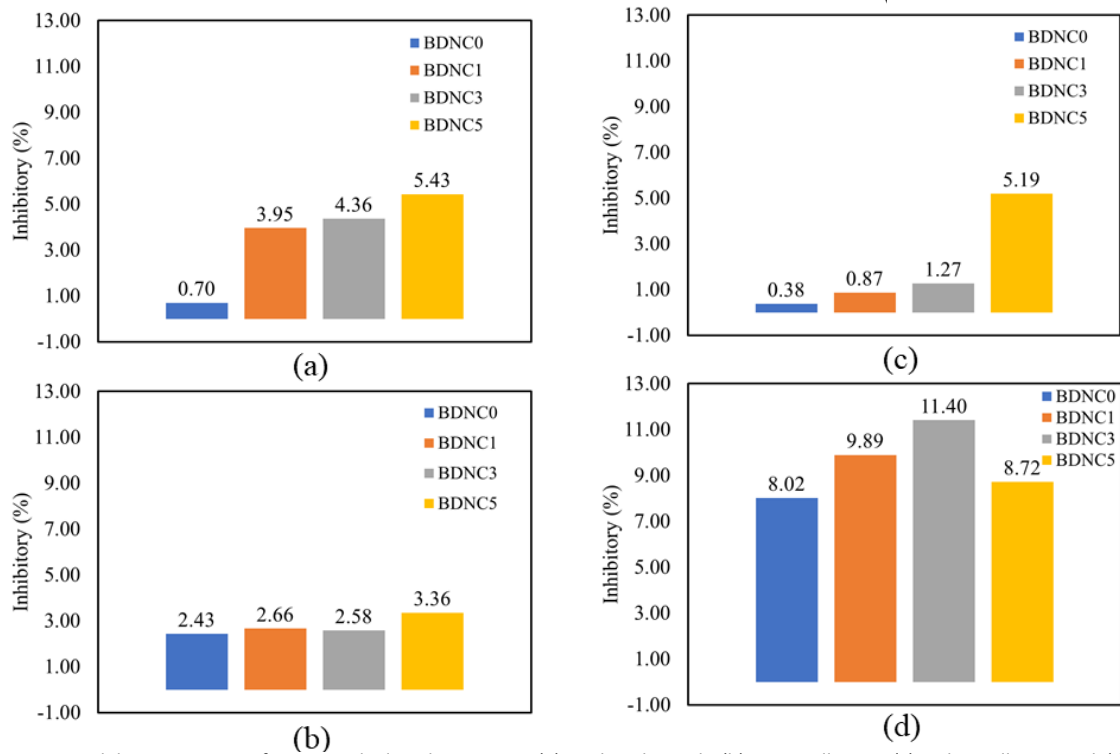 13.00
11.00
9.00
7.00
5.00
3.00
1.00
-1.00
Inhibitory (%)
BDNC0
BDNC1
BDNC3
BDNC5
0.70
3.95
4.36
5.43
(a)
13.00
11.00
9.00
7.00
5.00
3.00
1.00
-1.00
Inhibitory (%)
BDNC0
BDNC1
BDNC3
BDNC5
2.43
2.66
2.58
3.36
(b)
13.00
11.00
9.00
7.00
5.00
3.00
1.00
-1.00
Inhibitory (%)
BDNC0
BDNC1
BDNC3
BDNC5
0.38
0.87
1.27
5.19
(c)
13.00
11.00
9.00
7.00
5.00
3.00
1.00
-1.00
Inhibitory (%)
BDNC0
BDNC1
BDNC3
BDNC5
8.02
9.89
11.40
8.72
(d)